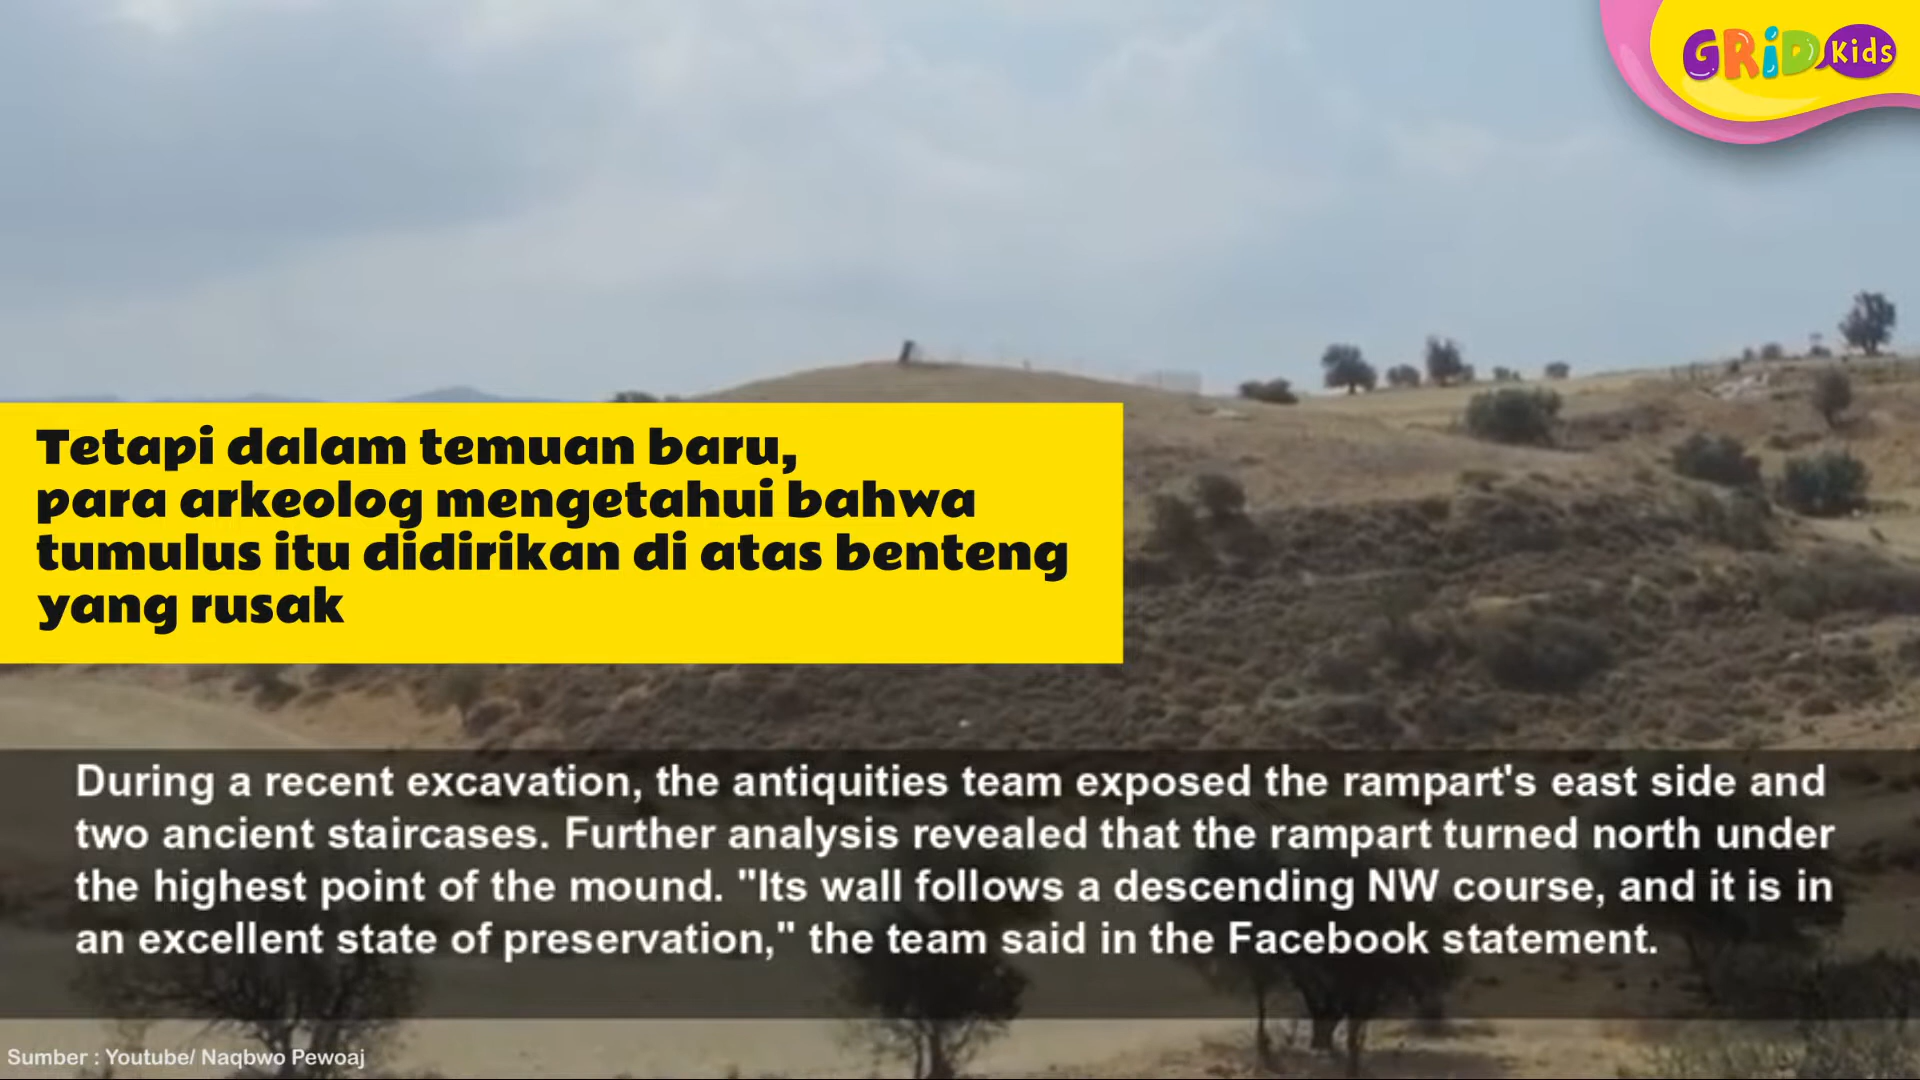 GRiD Kids
Tetapi dalam temuan baru,
para arkeolog mengetahui bahwa
tumulus itu didirikan di atas benteng
yang rusak
During a recent excavation, the antiquities team exposed the rampart's east side and
two ancient staircases. Further analysis revealed that the rampart turned north under
the highest point of the mound. "Its wall follows a descending NW course, and it is in
an excellent state of preservation," the team said in the Facebook statement.
Sumber : Youtube/ Naqbwo Pewoaj